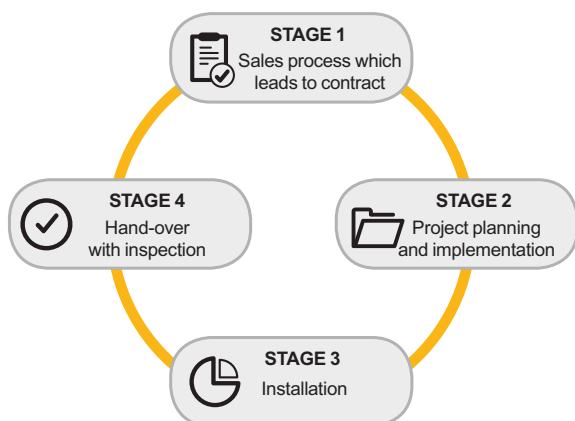 STAGE 1
Sales process which
leads to contract
STAGE 2
Project planning
and implementation
STAGE 3
Installation
STAGE 4
Hand-over
with inspection